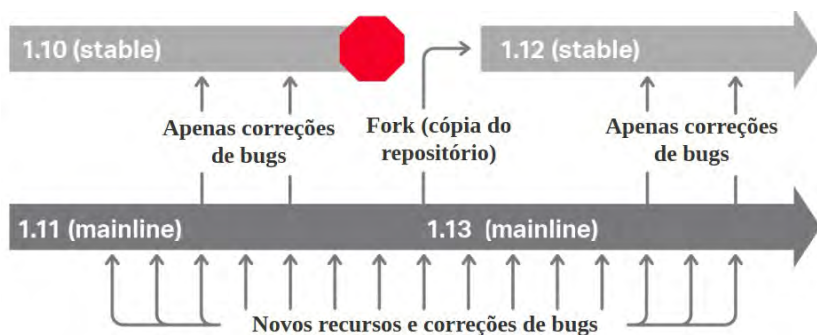 1.10 (stable)
1.12 (stable)
Apenas correções
de bugs
Fork (cópia do
repositório)
Apenas correções
de bugs
1.11 (mainline)
1.13 (mainline)
Novos recursos e correções de bugs